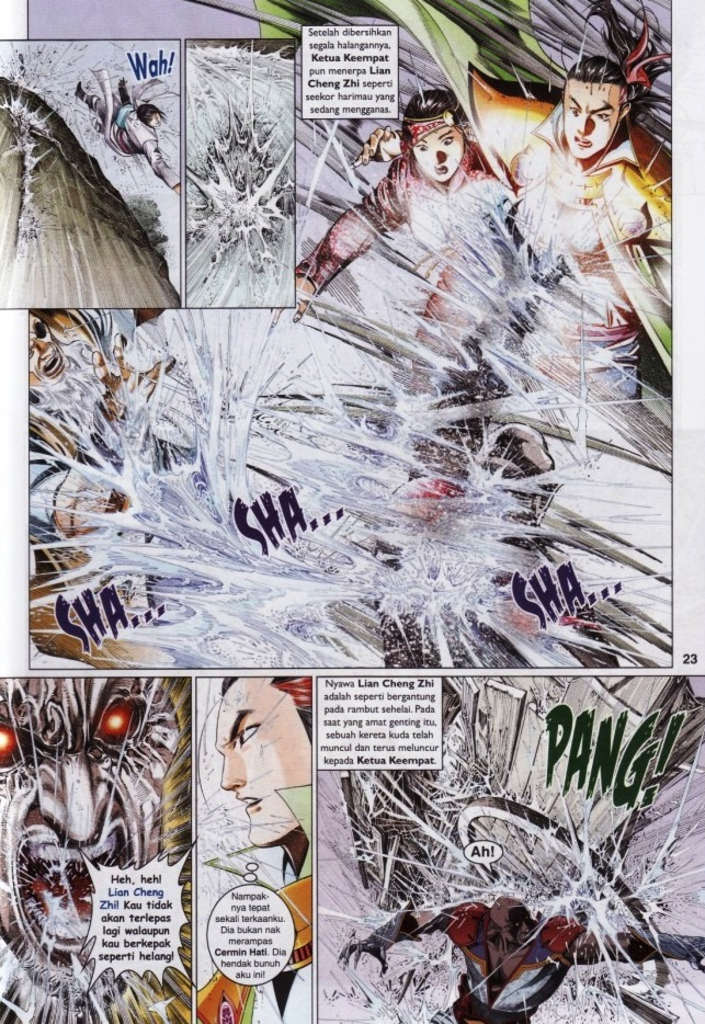 Wah!
Setelah dibersihkan
segala halangannya,
Ketua Keempat
pun menerpa Lian
Cheng Zhi seperti
seekor harimau yang
sedang mengganas.
SHA...
SHA...
SHA...
23
Heh, heh!
Lian Cheng
Zhi! Kau tidak
akan terlepas
lagi walaupun
kau berkepak
seperti helang!
Nampak-
nya tepat
sekali terkaanku.
Dia bukan nak
merampas
Cermin Hati. Dia
hendak bunuh
aku ini!
Nyawa Lian Cheng Zhi
adalah seperti bergantung
pada rambut sehelai. Pada
saat yang amat genting itu,
sebuah kereta kuda telah
muncul dan terus meluncur
kepada Ketua Keempat.
PANG!
Ah!